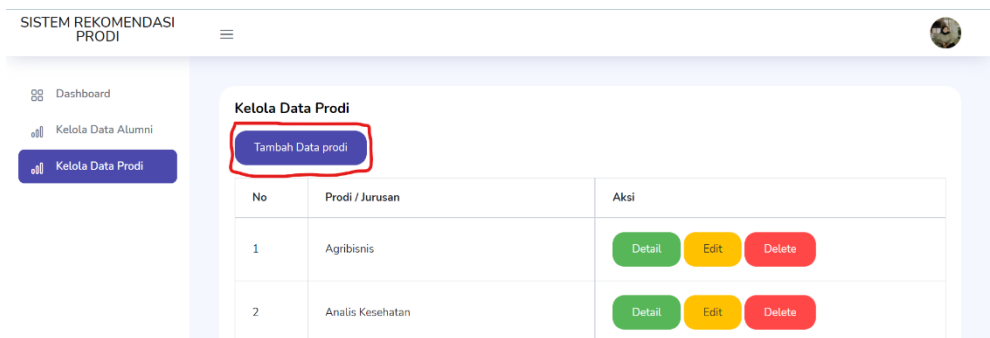 SISTEM REKOMENDASI
PRODI
Dashboard
Kelola Data Alumni
Kelola Data Prodi
Kelola Data Prodi
Tambah Data prodi
No Prodi / Jurusan Aksi
1 Agribisnis Detail Edit Delete
2 Analis Kesehatan Detail Edit Delete